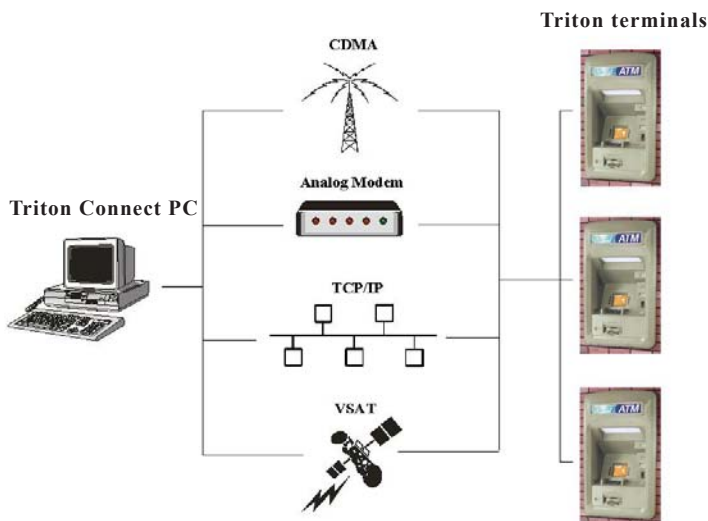 Triton terminals
CDMA
ATM
Analog Modem
Triton Connect PC
ATM
TCP/IP
VSAT
ATM